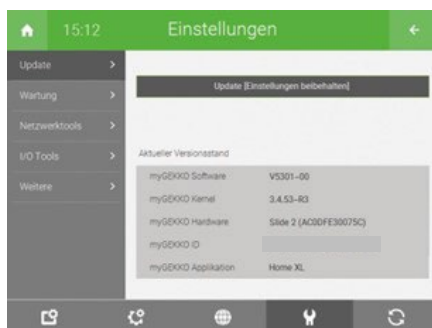 15:12 Einstellungen
Update
Wartung
Netzwerktools
I/O Tools
Weitere
Update [Einstellungen beibehalten]
Aktueller Versionsstand
myGEKKO Software V5301-00
myGEKKO Kernel 3.4.53-R3
myGEKKO Hardware Slide 2 (AC0DFE30075C)
myGEKKO ID
myGEKKO Applikation Home XL